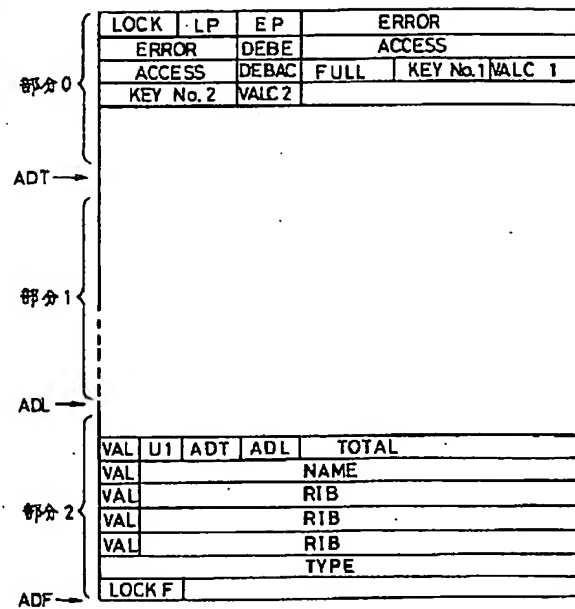 LOCK LP EP ERROR
ERROR DEBE ACCESS
部分0 ACCESS DEBAC FULL KEY No.1 VALC 1
KEY No.2 VALC 2
ADT
部分1
ADL
VAL U1 ADT ADL TOTAL
VAL NAME
VAL RIB
部分2 VAL RIB
VAL RIB
TYPE
LOCK F
ADF